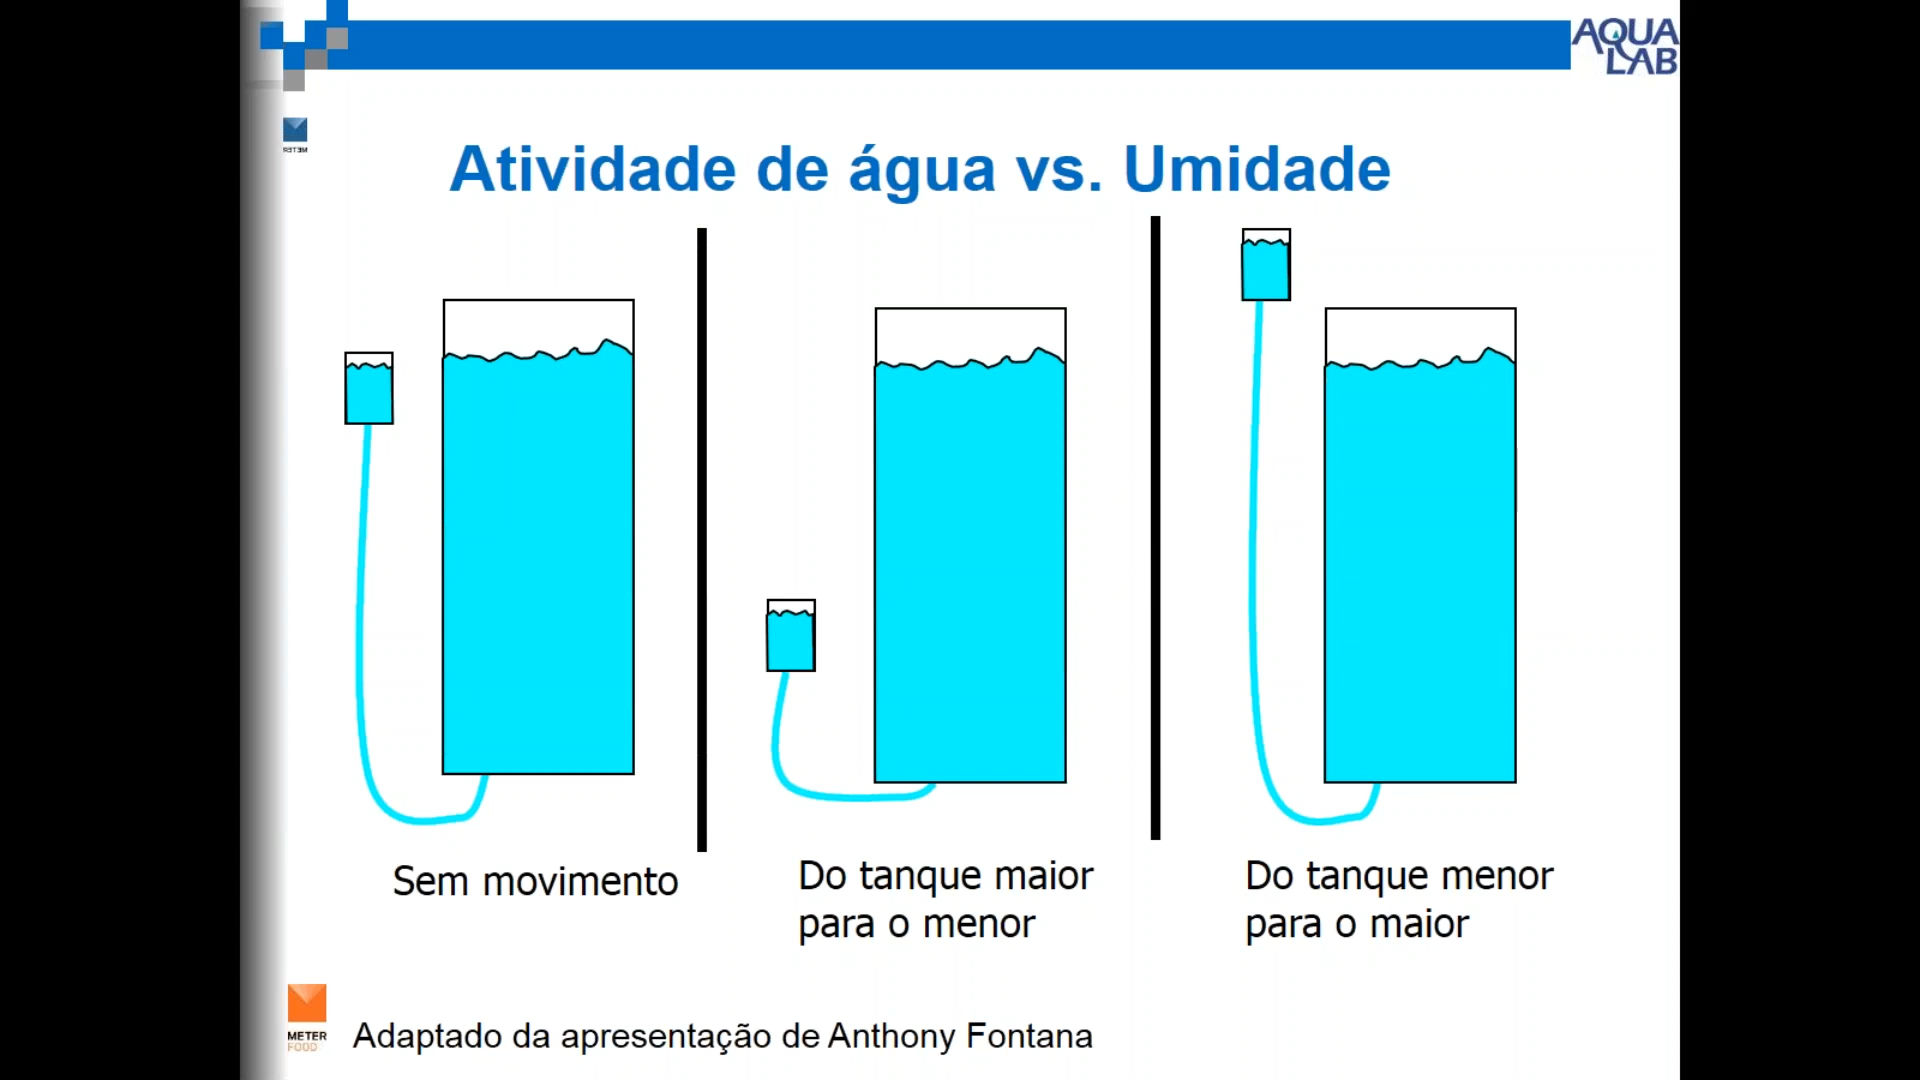 AQUA
LAB
METER
Atividade de água vs. Umidade
Sem movimento
Do tanque maior
para o menor
Do tanque menor
para o maior
METER
FOOD
Adaptado da apresentação de Anthony Fontana